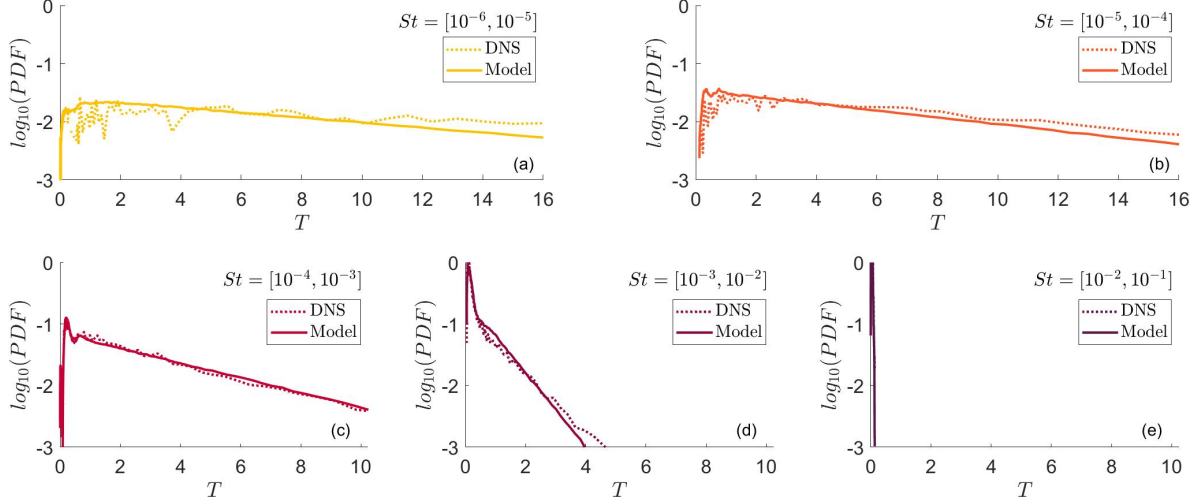 St = [10⁻⁶, 10⁻⁵]
DNS
Model
log₁₀(PDF)
0
-1
-2
-3
(a)
0 2 4 6 8 10 12 14 16
T
St = [10⁻⁵, 10⁻⁴]
DNS
Model
log₁₀(PDF)
0
-1
-2
-3
(b)
0 2 4 6 8 10 12 14 16
T
St = [10⁻⁴, 10⁻³]
DNS
Model
log₁₀(PDF)
0
-1
-2
-3
(c)
0 2 4 6 8 10
T
St = [10⁻³, 10⁻²]
DNS
Model
log₁₀(PDF)
0
-1
-2
-3
(d)
0 2 4 6 8 10
T
St = [10⁻², 10⁻¹]
DNS
Model
log₁₀(PDF)
0
-1
-2
-3
(e)
0 2 4 6 8 10
T